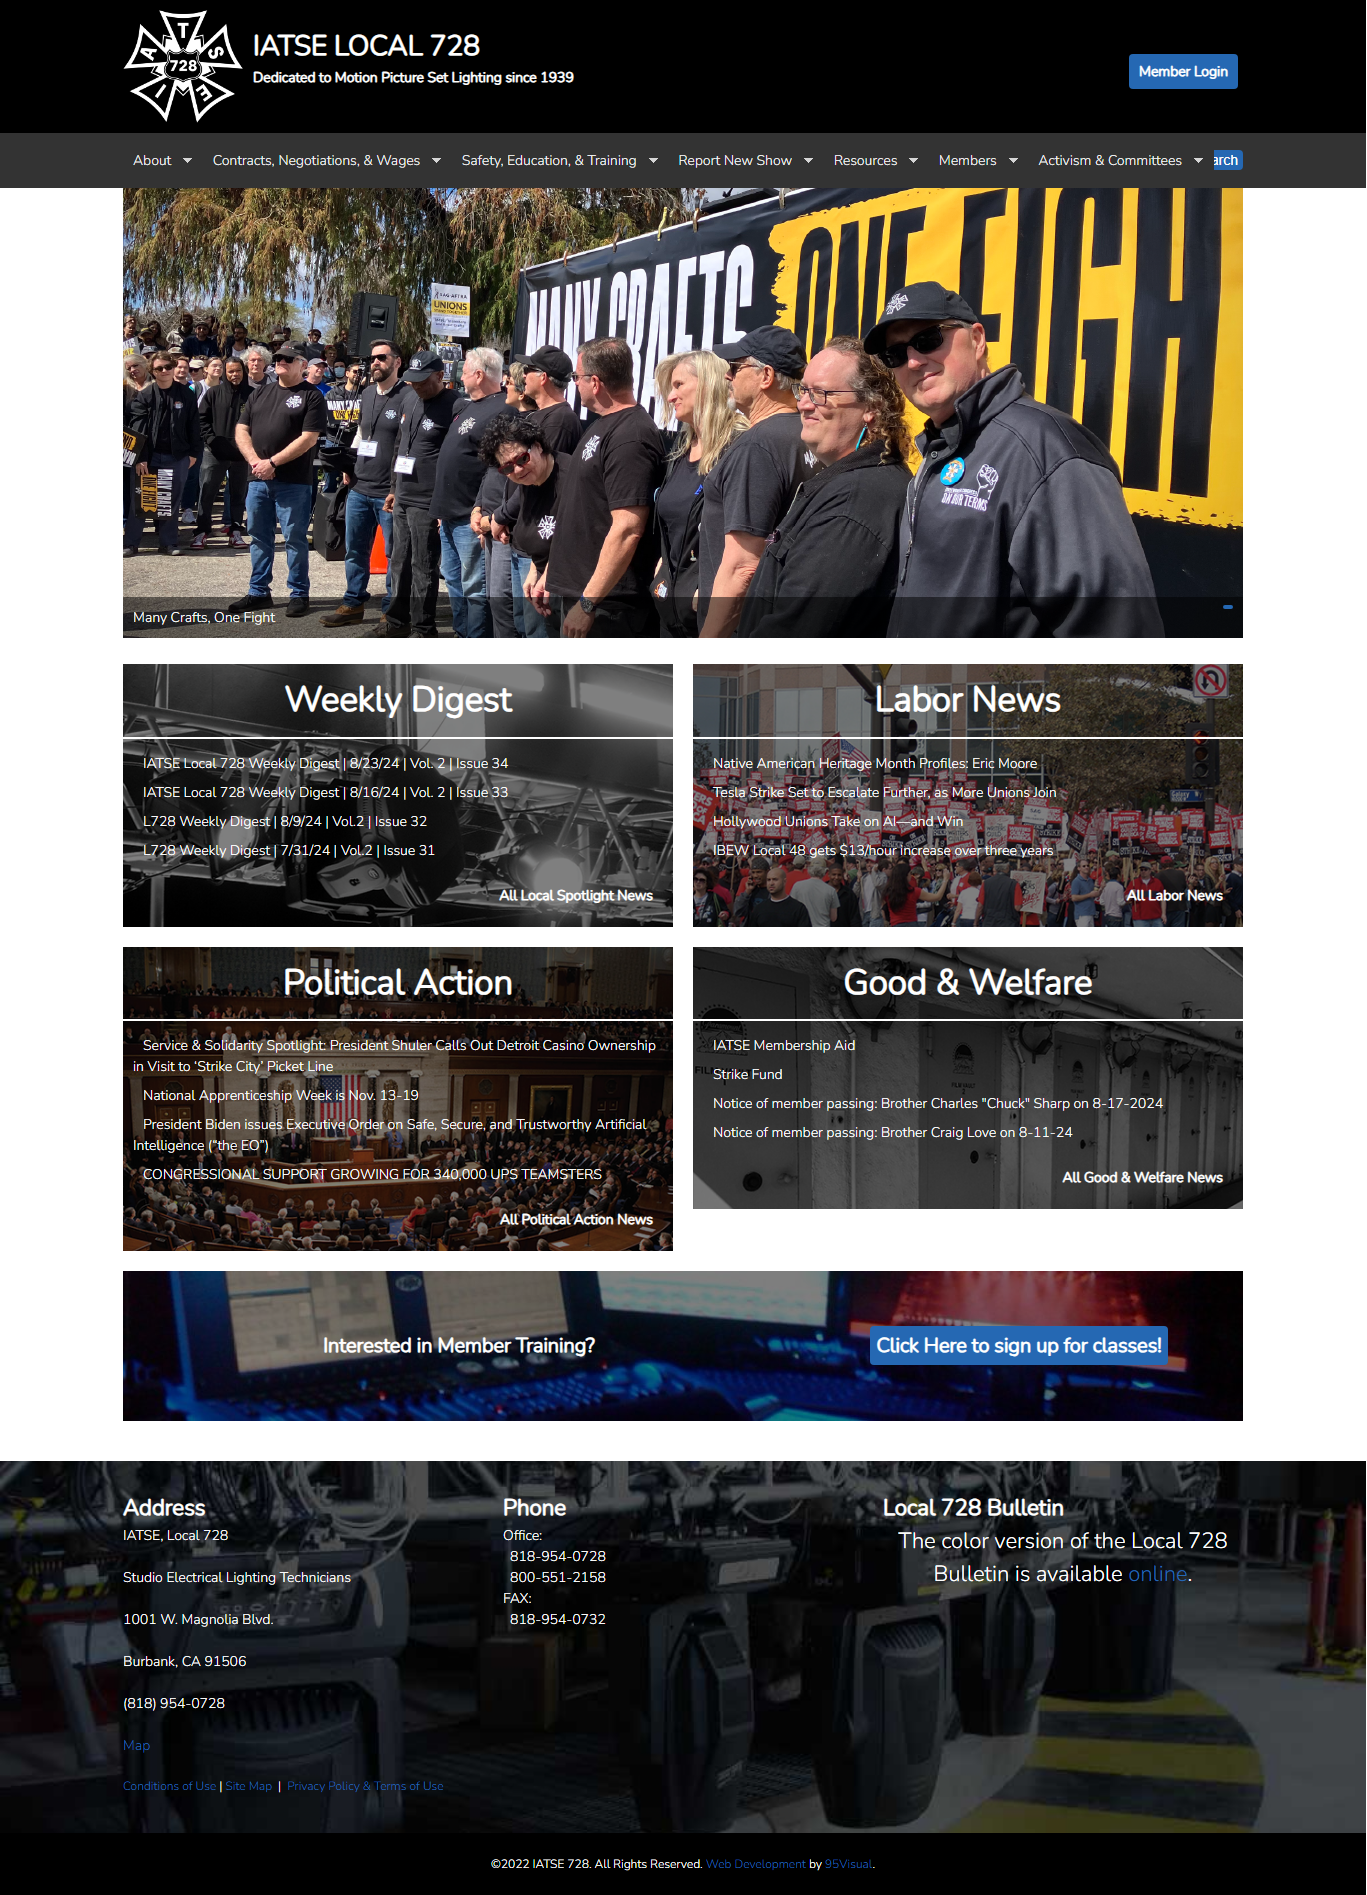 IATSE
728
IATSE LOCAL 728
Dedicated to Motion Picture Set Lighting since 1939
Member Login
About
Contracts, Negotiations, & Wages
Safety, Education, & Training
Report New Show
Resources
Members
Activism & Committees
arch
SAG-AFTRA
UNIONS
MANY CRAFTS
ONE FIGH
MANY CRAFTS
ONE FIGHT
ON OUR TERMS
Many Crafts, One Fight
Weekly Digest
IATSE Local 728 Weekly Digest | 8/23/24 | Vol. 2 | Issue 34
IATSE Local 728 Weekly Digest | 8/16/24 | Vol. 2 | Issue 33
L728 Weekly Digest | 8/9/24 | Vol.2 | Issue 32
L728 Weekly Digest | 7/31/24 | Vol.2 | Issue 31
All Local Spotlight News
Labor News
Native American Heritage Month Profiles: Eric Moore
Tesla Strike Set to Escalate Further, as More Unions Join
Hollywood Unions Take on AI—and Win
IBEW Local 48 gets $13/hour increase over three years
All Labor News
Political Action
Service & Solidarity Spotlight: President Shuler Calls Out Detroit Casino Ownership
in Visit to ‘Strike City’ Picket Line
National Apprenticeship Week is Nov. 13-19
President Biden issues Executive Order on Safe, Secure, and Trustworthy Artificial
Intelligence (“the EO”)
CONGRESSIONAL SUPPORT GROWING FOR 340,000 UPS TEAMSTERS
All Political Action News
Good & Welfare
IATSE Membership Aid
Strike Fund
Notice of member passing: Brother Charles "Chuck" Sharp on 8-17-2024
Notice of member passing: Brother Craig Love on 8-11-24
All Good & Welfare News
Interested in Member Training?
Click Here to sign up for classes!
Address
IATSE, Local 728
Studio Electrical Lighting Technicians
1001 W. Magnolia Blvd.
Burbank, CA 91506
(818) 954-0728
Map
Conditions of Use | Site Map | Privacy Policy & Terms of Use
Phone
Office:
818-954-0728
800-551-2158
FAX:
818-954-0732
Local 728 Bulletin
The color version of the Local 728
Bulletin is available online.
©2022 IATSE 728. All Rights Reserved. Web Development by 95Visual.